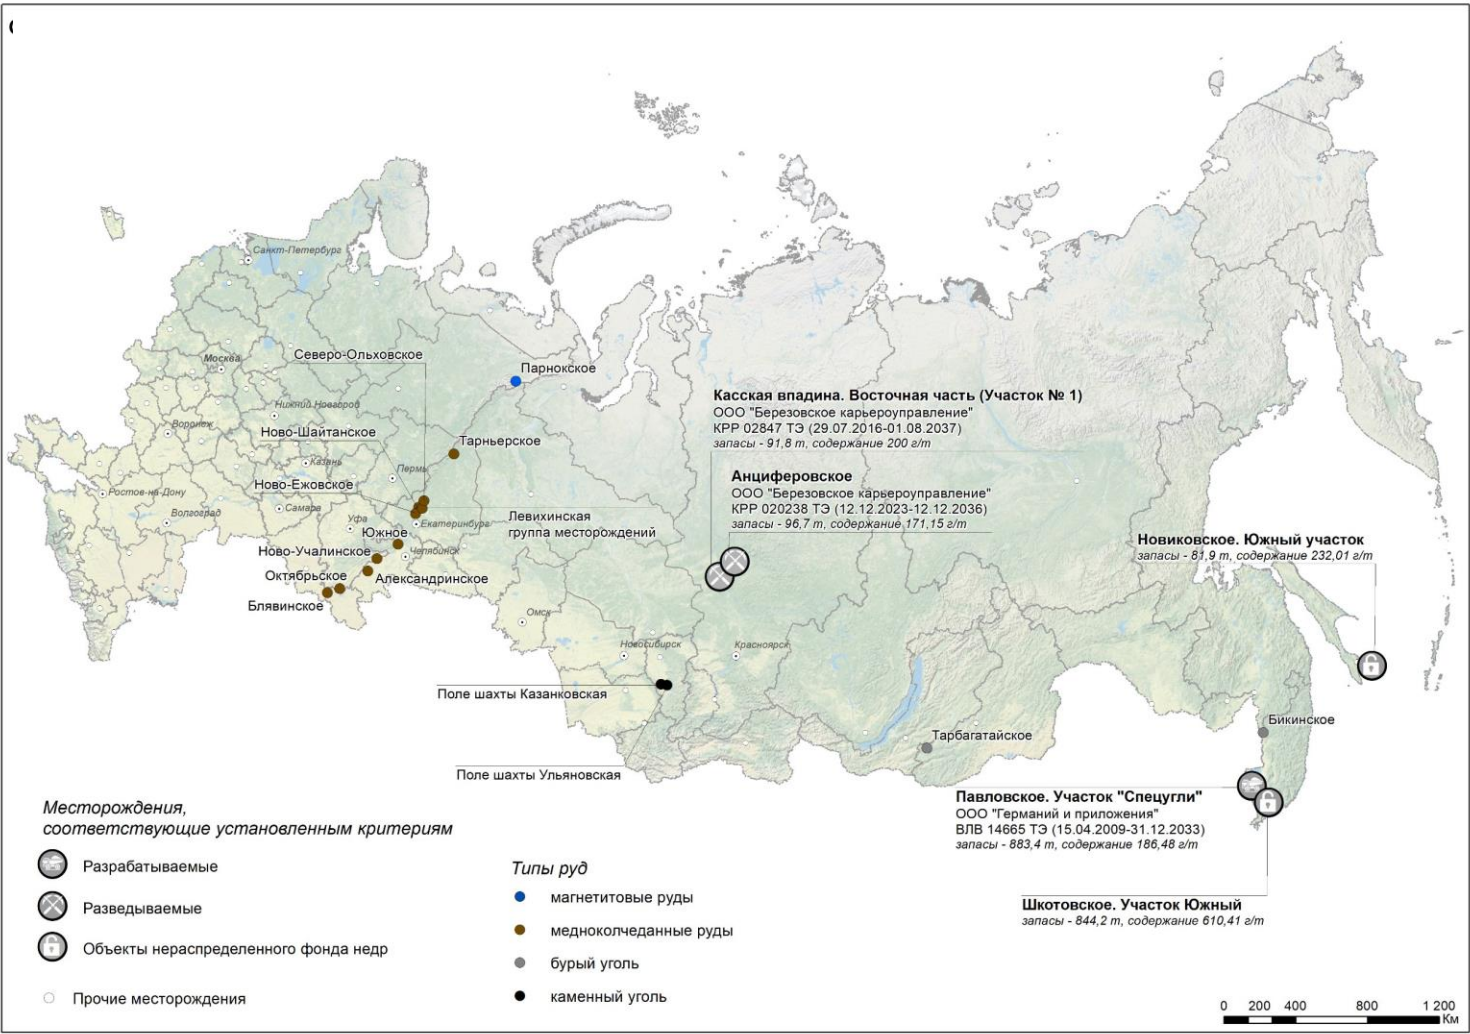 Санкт-Петербург
Москва
Северо-Ольховское
Парнокское
Нижний Новгород
Воронеж
Ново-Шайтанское
Тарньерское
Казань
Пермь
Ново-Ежовское
Ростов-на-Дону
Самара
Волгоград
Уфа
Екатеринбург
Левихинская
группа месторождений
Южное
Ново-Учалинское
Челябинск
Октябрьское
Александринское
Блявинское
Омск
Новосибирск
Красноярск
Касская впадина. Восточная часть (Участок № 1)
ООО "Березовское карьероуправление"
КРР 02847 ТЭ (29.07.2016-01.08.2037)
запасы - 91,8 т, содержание 200 г/т
Анциферовское
ООО "Березовское карьероуправление"
КРР 020238 ТЭ (12.12.2023-12.12.2036)
запасы - 96,7 т, содержание 171,15 г/т
Новиковское. Южный участок
запасы - 81,9 т, содержание 232,01 г/т
Поле шахты Казанковская
Поле шахты Ульяновская
Тарбагатайское
Бикинское
Павловское. Участок "Спецугли"
ООО "Германий и приложения"
ВЛВ 14665 ТЭ (15.04.2009-31.12.2033)
запасы - 883,4 т, содержание 186,48 г/т
Шкотовское. Участок Южный
запасы - 844,2 т, содержание 610,41 г/т
Месторождения,
соответствующие установленным критериям
Разрабатываемые
Разведываемые
Объекты нераспределенного фонда недр
Прочие месторождения
Типы руд
магнетитовые руды
медноколчеданные руды
бурый уголь
каменный уголь
0 200 400 800 1 200
Км